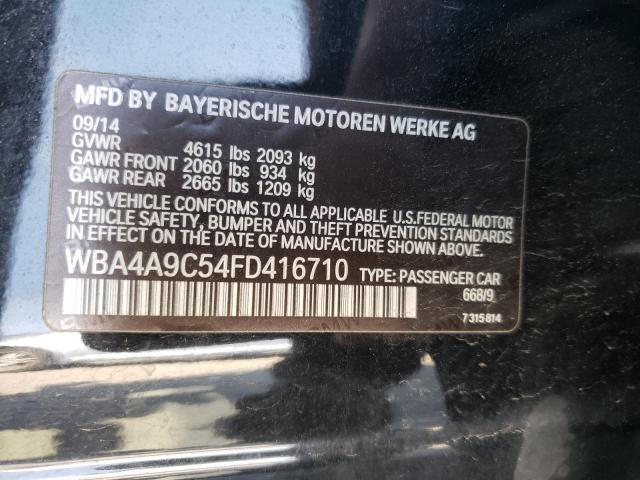 MFD BY BAYERISCHE MOTOREN WERKE AG
09/14
GVWR 4615 lbs 2093 kg
GAWR FRONT 2060 lbs 934 kg
GAWR REAR 2665 lbs 1209 kg
THIS VEHICLE CONFORMS TO ALL APPLICABLE U.S.FEDERAL MOTOR
VEHICLE SAFETY, BUMPER AND THEFT PREVENTION STANDARDS
IN EFFECT ON THE DATE OF MANUFACTURE SHOWN ABOVE.
WBA4A9C54FD416710 TYPE: PASSENGER CAR
668/9
7315814